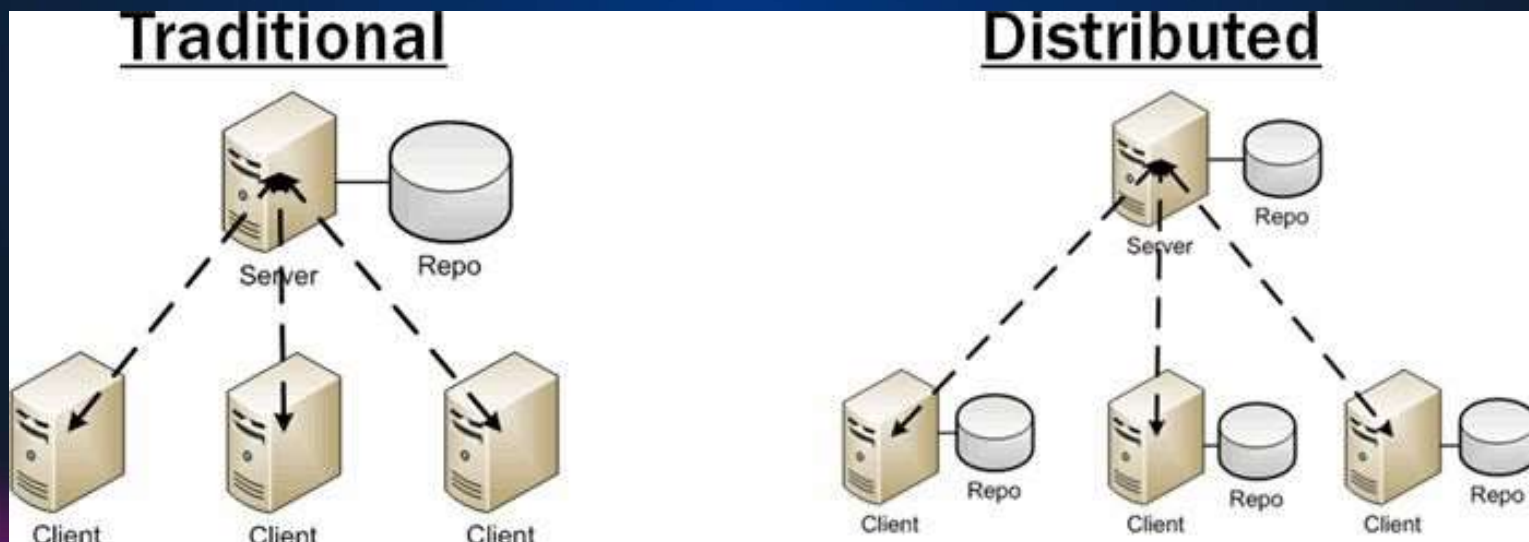 Traditional
Server
Repo
Client
Client
Client
Distributed
Repo
Server
Repo
Client
Repo
Client
Repo
Client